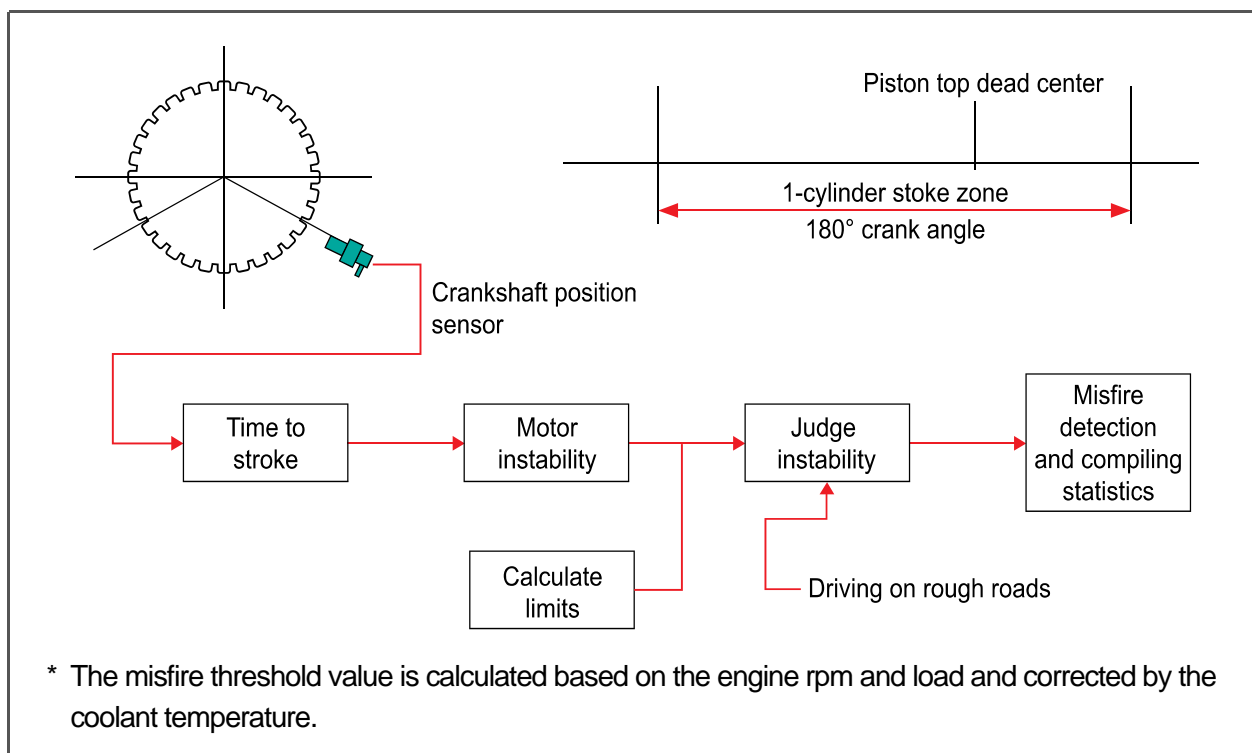 Piston top dead center
1-cylinder stoke zone
180° crank angle
Crankshaft position
sensor
Time to
stroke
Motor
instability
Judge
instability
Misfire
detection
and compiling
statistics
Calculate
limits
Driving on rough roads
* The misfire threshold value is calculated based on the engine rpm and load and corrected by the
coolant temperature.